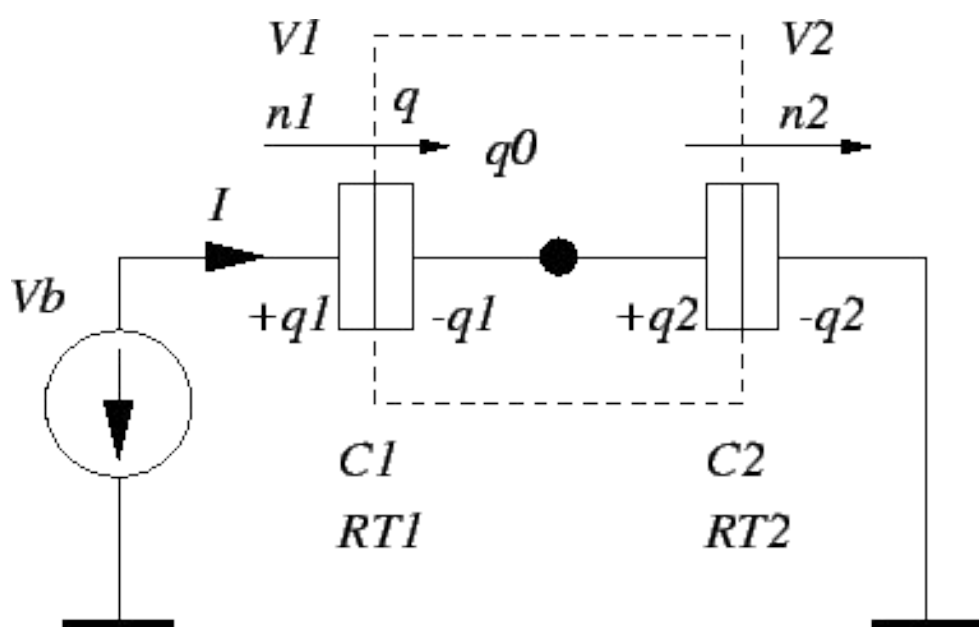 V1 V2
n1 q n2
q0
I
Vb
+q1 -q1 +q2 -q2
C1 C2
RT1 RT2